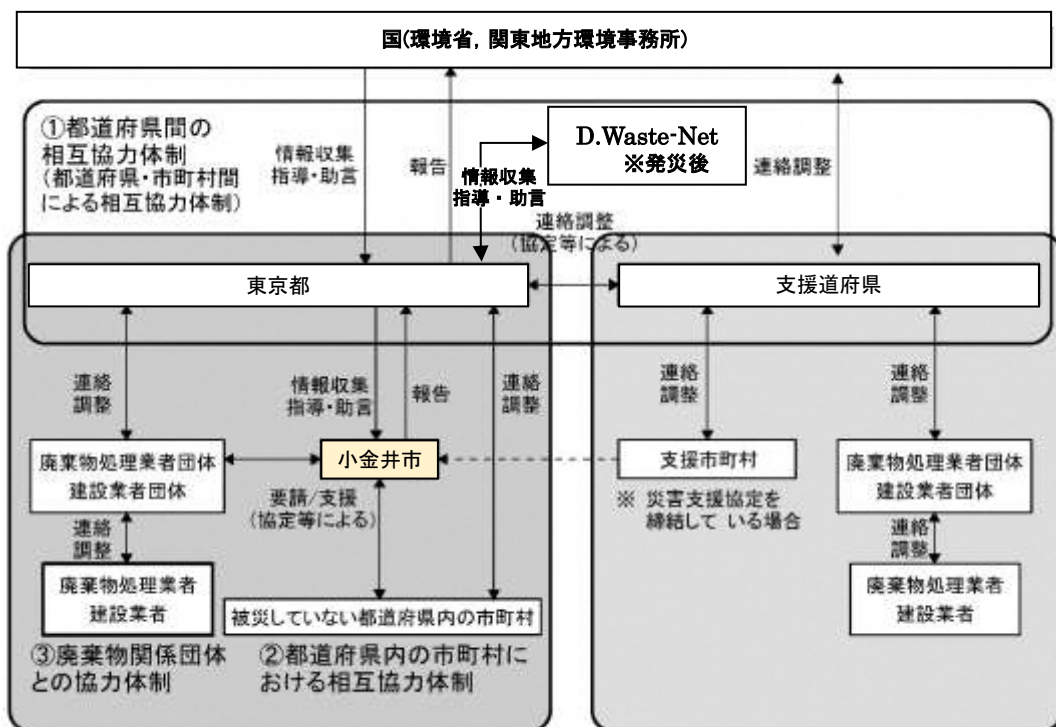 国(環境省，関東地方環境事務所)
①都道府県間の
相互協力体制
(都道府県・市町村間
による相互協力体制)
情報収集
指導・助言
報告
D.Waste-Net
※発災後
情報収集
指導・助言
連絡調整
連絡調整
(協定等による)
東京都
支援道府県
連絡
調整
情報収集
指導・助言
報告
連絡
調整
連絡
調整
連絡
調整
廃棄物処理業者団体
建設業者団体
小金井市
支援市町村
廃棄物処理業者団体
建設業者団体
要請/支援
(協定等による)
※ 災害支援協定を
締結して いる場合
連絡
調整
連絡
調整
廃棄物処理業者
建設業者
被災していない都道府県内の市町村
廃棄物処理業者
建設業者
③廃棄物関係団体
との協力体制
②都道府県内の市町村に
おける相互協力体制